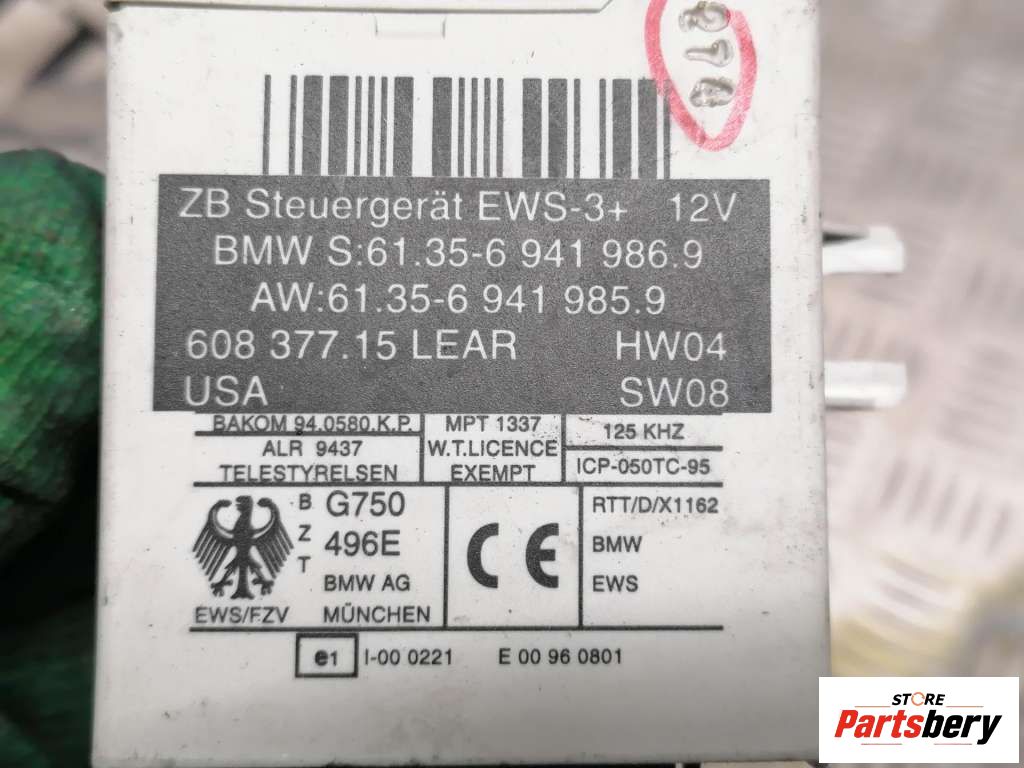 ZB Steuergerät EWS-3+ 12V
BMW S:61.35-6 941 986.9
AW:61.35-6 941 985.9
608 377.15 LEAR HW04
USA SW08
BAKOM 94.0580.K.P. MPT 1337 125 KHZ
ALR 9437 W.T.LICENCE
TELESTYRELSEN EXEMPT ICP-050TC-95
BZT G750 RTT/D/X1162
496E CE BMW
BMW AG EWS
EWS/FZV MÜNCHEN
e1 I-00 0221 E 00 96 0801
STORE
Partsbery